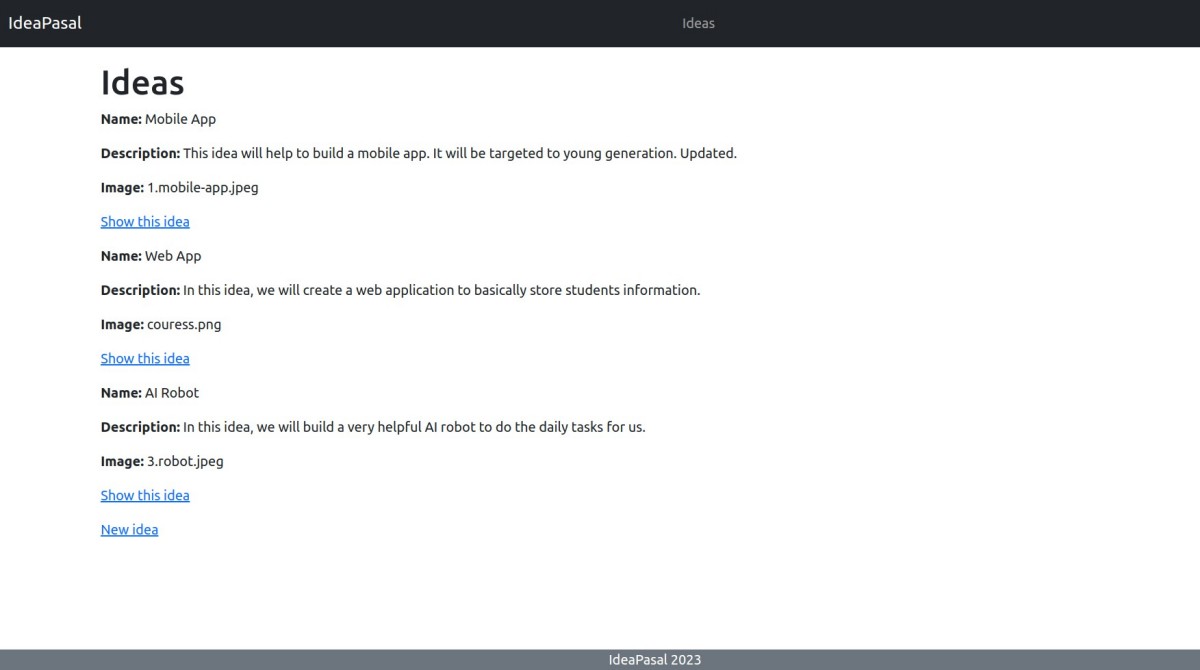 IdeaPasal
Ideas
Ideas
Name: Mobile App
Description: This idea will help to build a mobile app. It will be targeted to young generation. Updated.
Image: 1.mobile-app.jpeg
Show this idea
Name: Web App
Description: In this idea, we will create a web application to basically store students information.
Image: couress.png
Show this idea
Name: AI Robot
Description: In this idea, we will build a very helpful AI robot to do the daily tasks for us.
Image: 3.robot.jpeg
Show this idea
New idea
IdeaPasal 2023